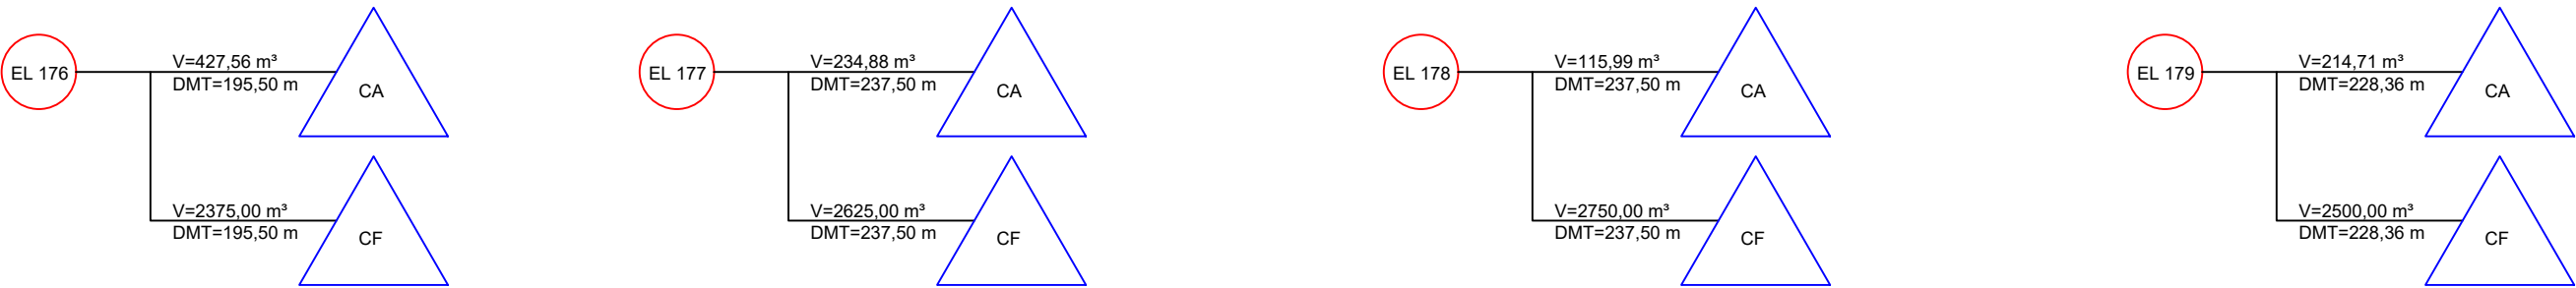 EL 176
V=427,56 m³
DMT=195,50 m
CA
V=2375,00 m³
DMT=195,50 m
CF
EL 177
V=234,88 m³
DMT=237,50 m
CA
V=2625,00 m³
DMT=237,50 m
CF
EL 178
V=115,99 m³
DMT=237,50 m
CA
V=2750,00 m³
DMT=237,50 m
CF
EL 179
V=214,71 m³
DMT=228,36 m
CA
V=2500,00 m³
DMT=228,36 m
CF